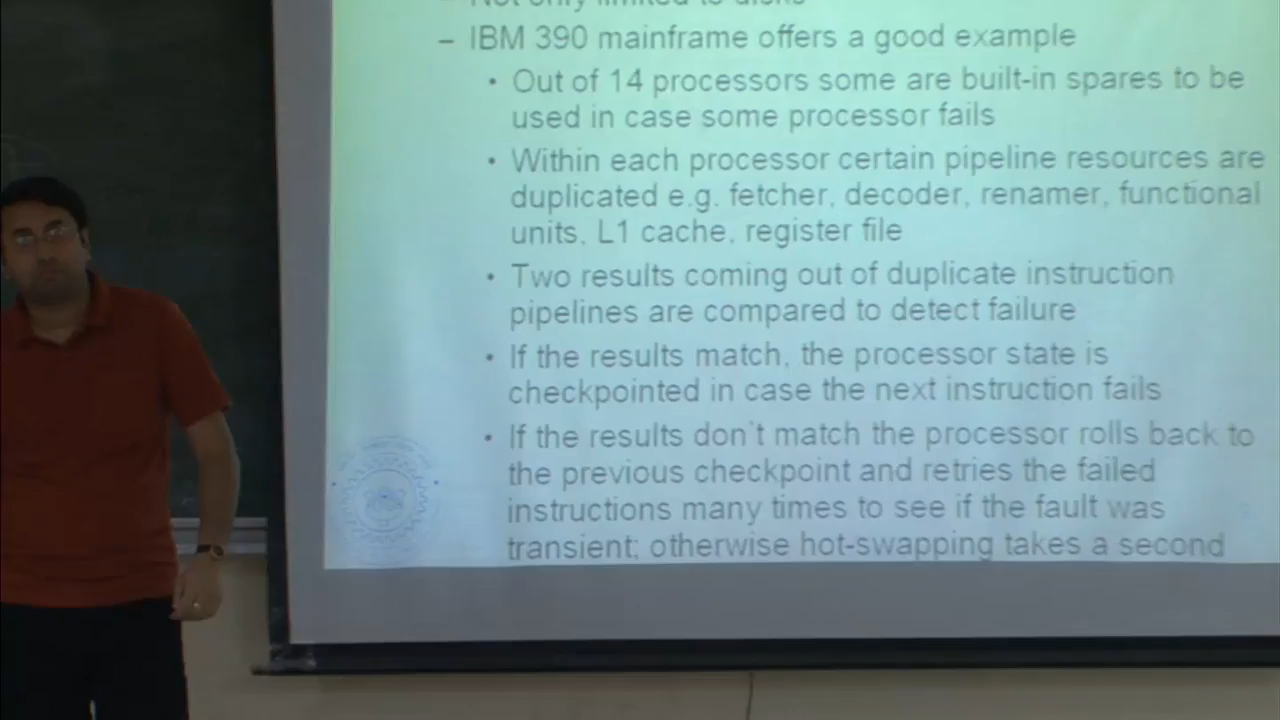 - Not only limited to disks
– IBM 390 mainframe offers a good example
• Out of 14 processors some are built-in spares to be
used in case some processor fails
• Within each processor certain pipeline resources are
duplicated e.g. fetcher, decoder, renamer, functional
units, L1 cache, register file
• Two results coming out of duplicate instruction
pipelines are compared to detect failure
• If the results match, the processor state is
checkpointed in case the next instruction fails
• If the results don't match the processor rolls back to
the previous checkpoint and retries the failed
instructions many times to see if the fault was
transient; otherwise hot-swapping takes a second